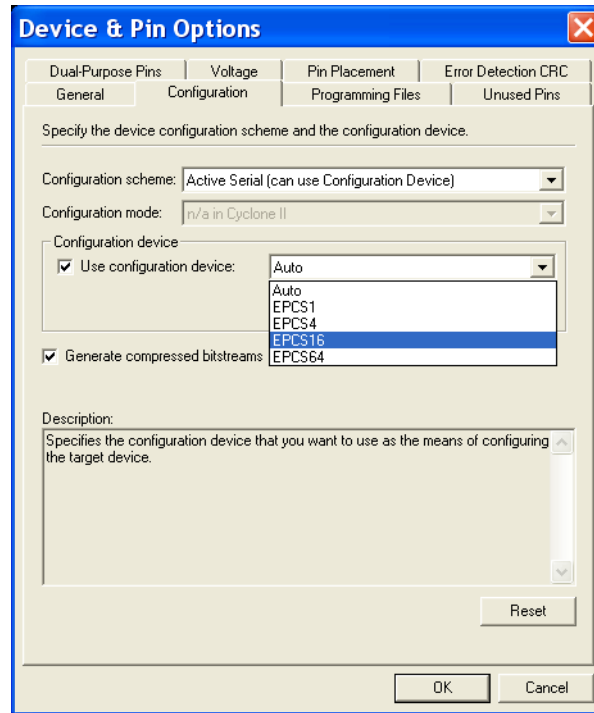 Device & Pin Options
Dual-Purpose Pins Voltage Pin Placement Error Detection CRC
General Configuration Programming Files Unused Pins
Specify the device configuration scheme and the configuration device.
Configuration scheme: Active Serial (can use Configuration Device)
Configuration mode: n/a in Cyclone II
Configuration device
Use configuration device: Auto
Auto
EPCS1
EPCS4
EPCS16
EPCS64
Generate compressed bitstreams
Description:
Specifies the configuration device that you want to use as the means of configuring
the target device.
Reset
OK Cancel